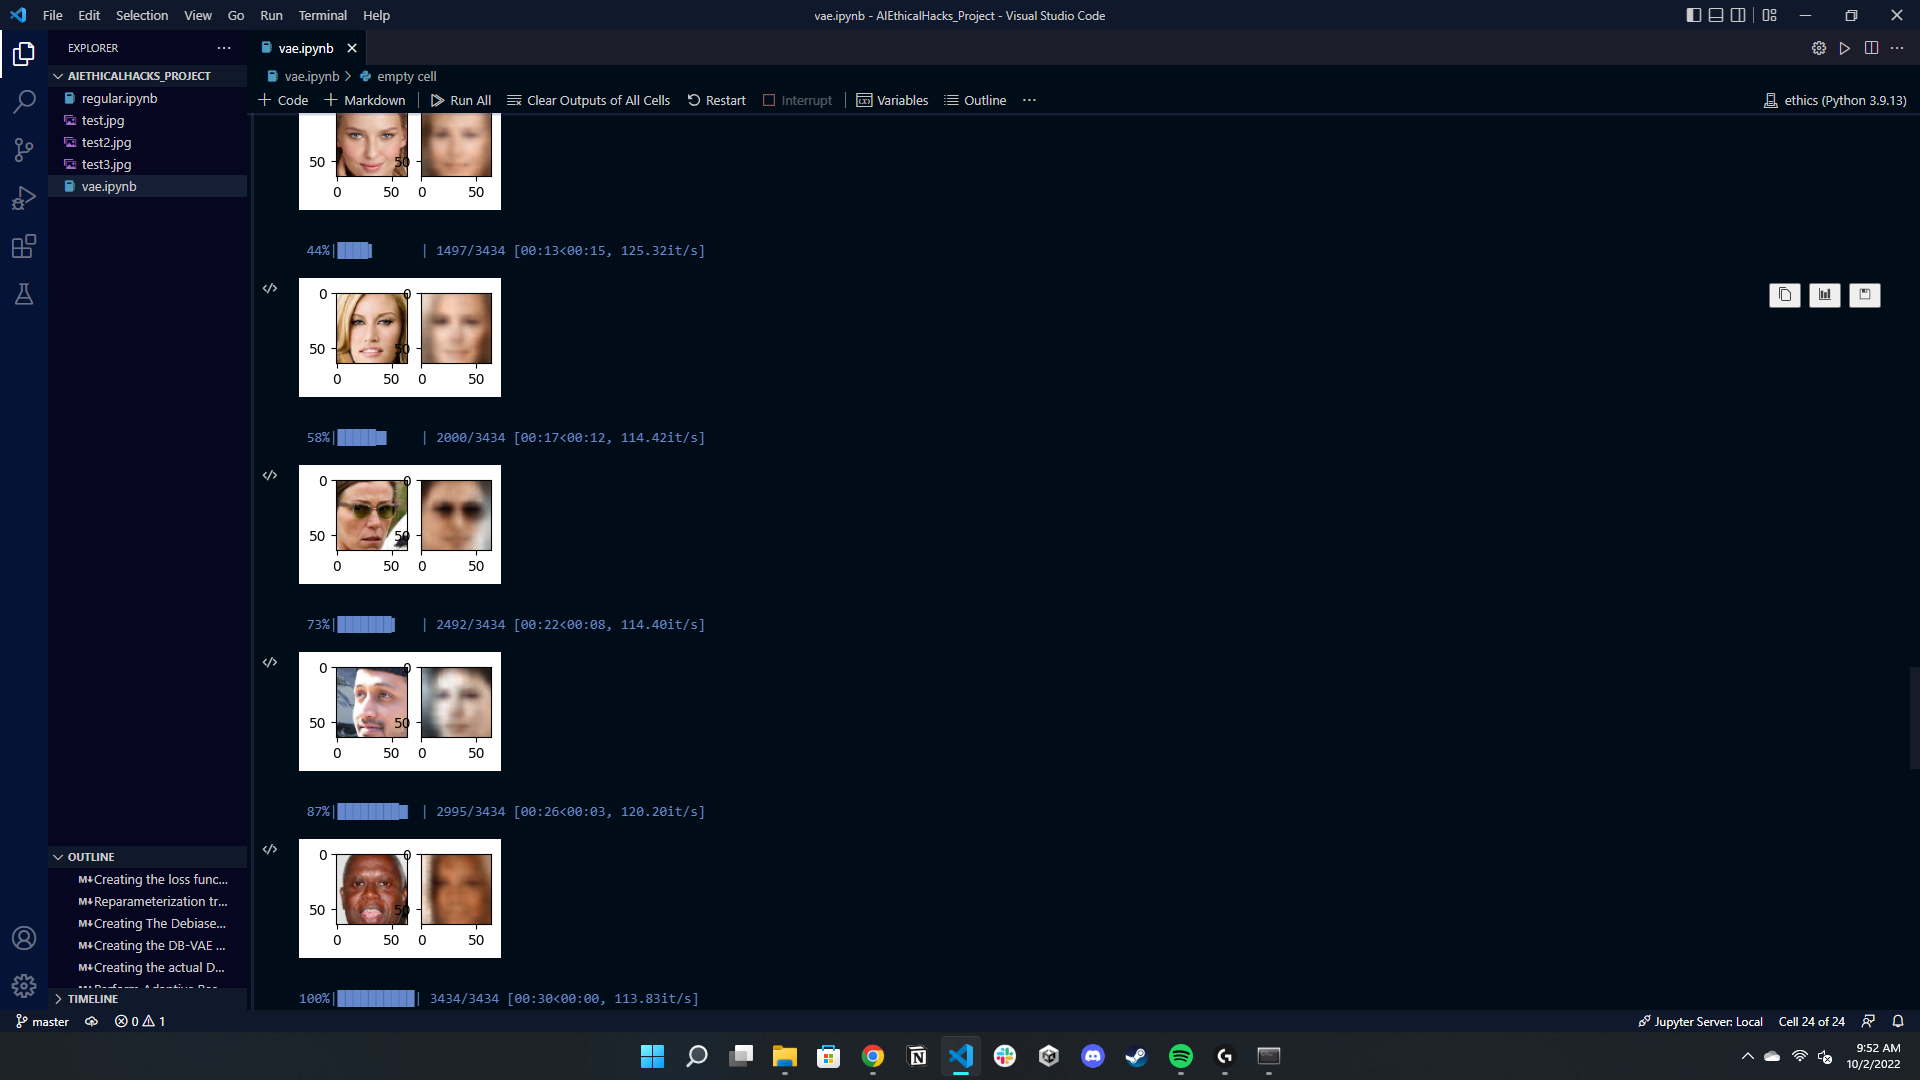 File Edit Selection View Go Run Terminal Help
vae.ipynb - AIEthicalHacks_Project - Visual Studio Code
EXPLORER
AIETHICALHACKS_PROJECT
regular.ipynb
test.jpg
test2.jpg
test3.jpg
vae.ipynb
OUTLINE
M↓Creating the loss func...
M↓Reparameterization tr...
M↓Creating The Debiase...
M↓Creating the DB-VAE ...
M↓Creating the actual D...
TIMELINE
vae.ipynb
vae.ipynb > empty cell
+ Code + Markdown Run All Clear Outputs of All Cells Restart Interrupt Variables Outline ...
ethics (Python 3.9.13)
50 50
0 50 0 50
44%| | 1497/3434 [00:13<00:15, 125.32it/s]
0 0
50 50
0 50 0 50
58%| | 2000/3434 [00:17<00:12, 114.42it/s]
0 0
50 50
0 50 0 50
73%| | 2492/3434 [00:22<00:08, 114.40it/s]
0 0
50 50
0 50 0 50
87%| | 2995/3434 [00:26<00:03, 120.20it/s]
0 0
50 50
0 50 0 50
100%| | 3434/3434 [00:30<00:00, 113.83it/s]
master 0 1
Jupyter Server: Local Cell 24 of 24
9:52 AM
10/2/2022